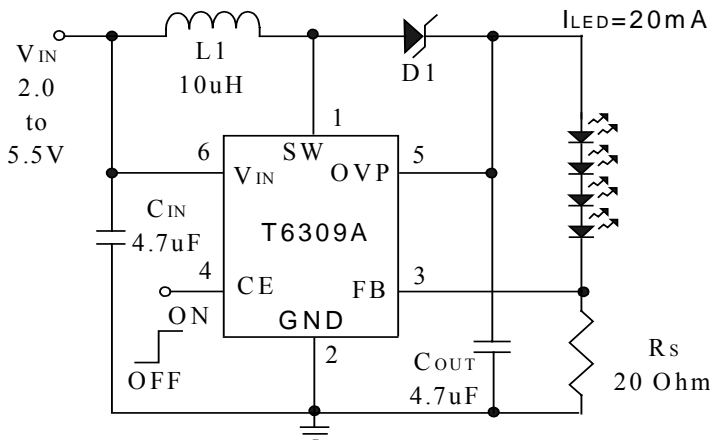 ILED=20mA
VIN
2.0
to
5.5V
L1
10uH
D1
1
6
SW
5
VIN
OVP
CIN
4.7uF
T6309A
4
CE
FB
3
ON
GND
OFF
2
COUT
4.7uF
RS
20 Ohm